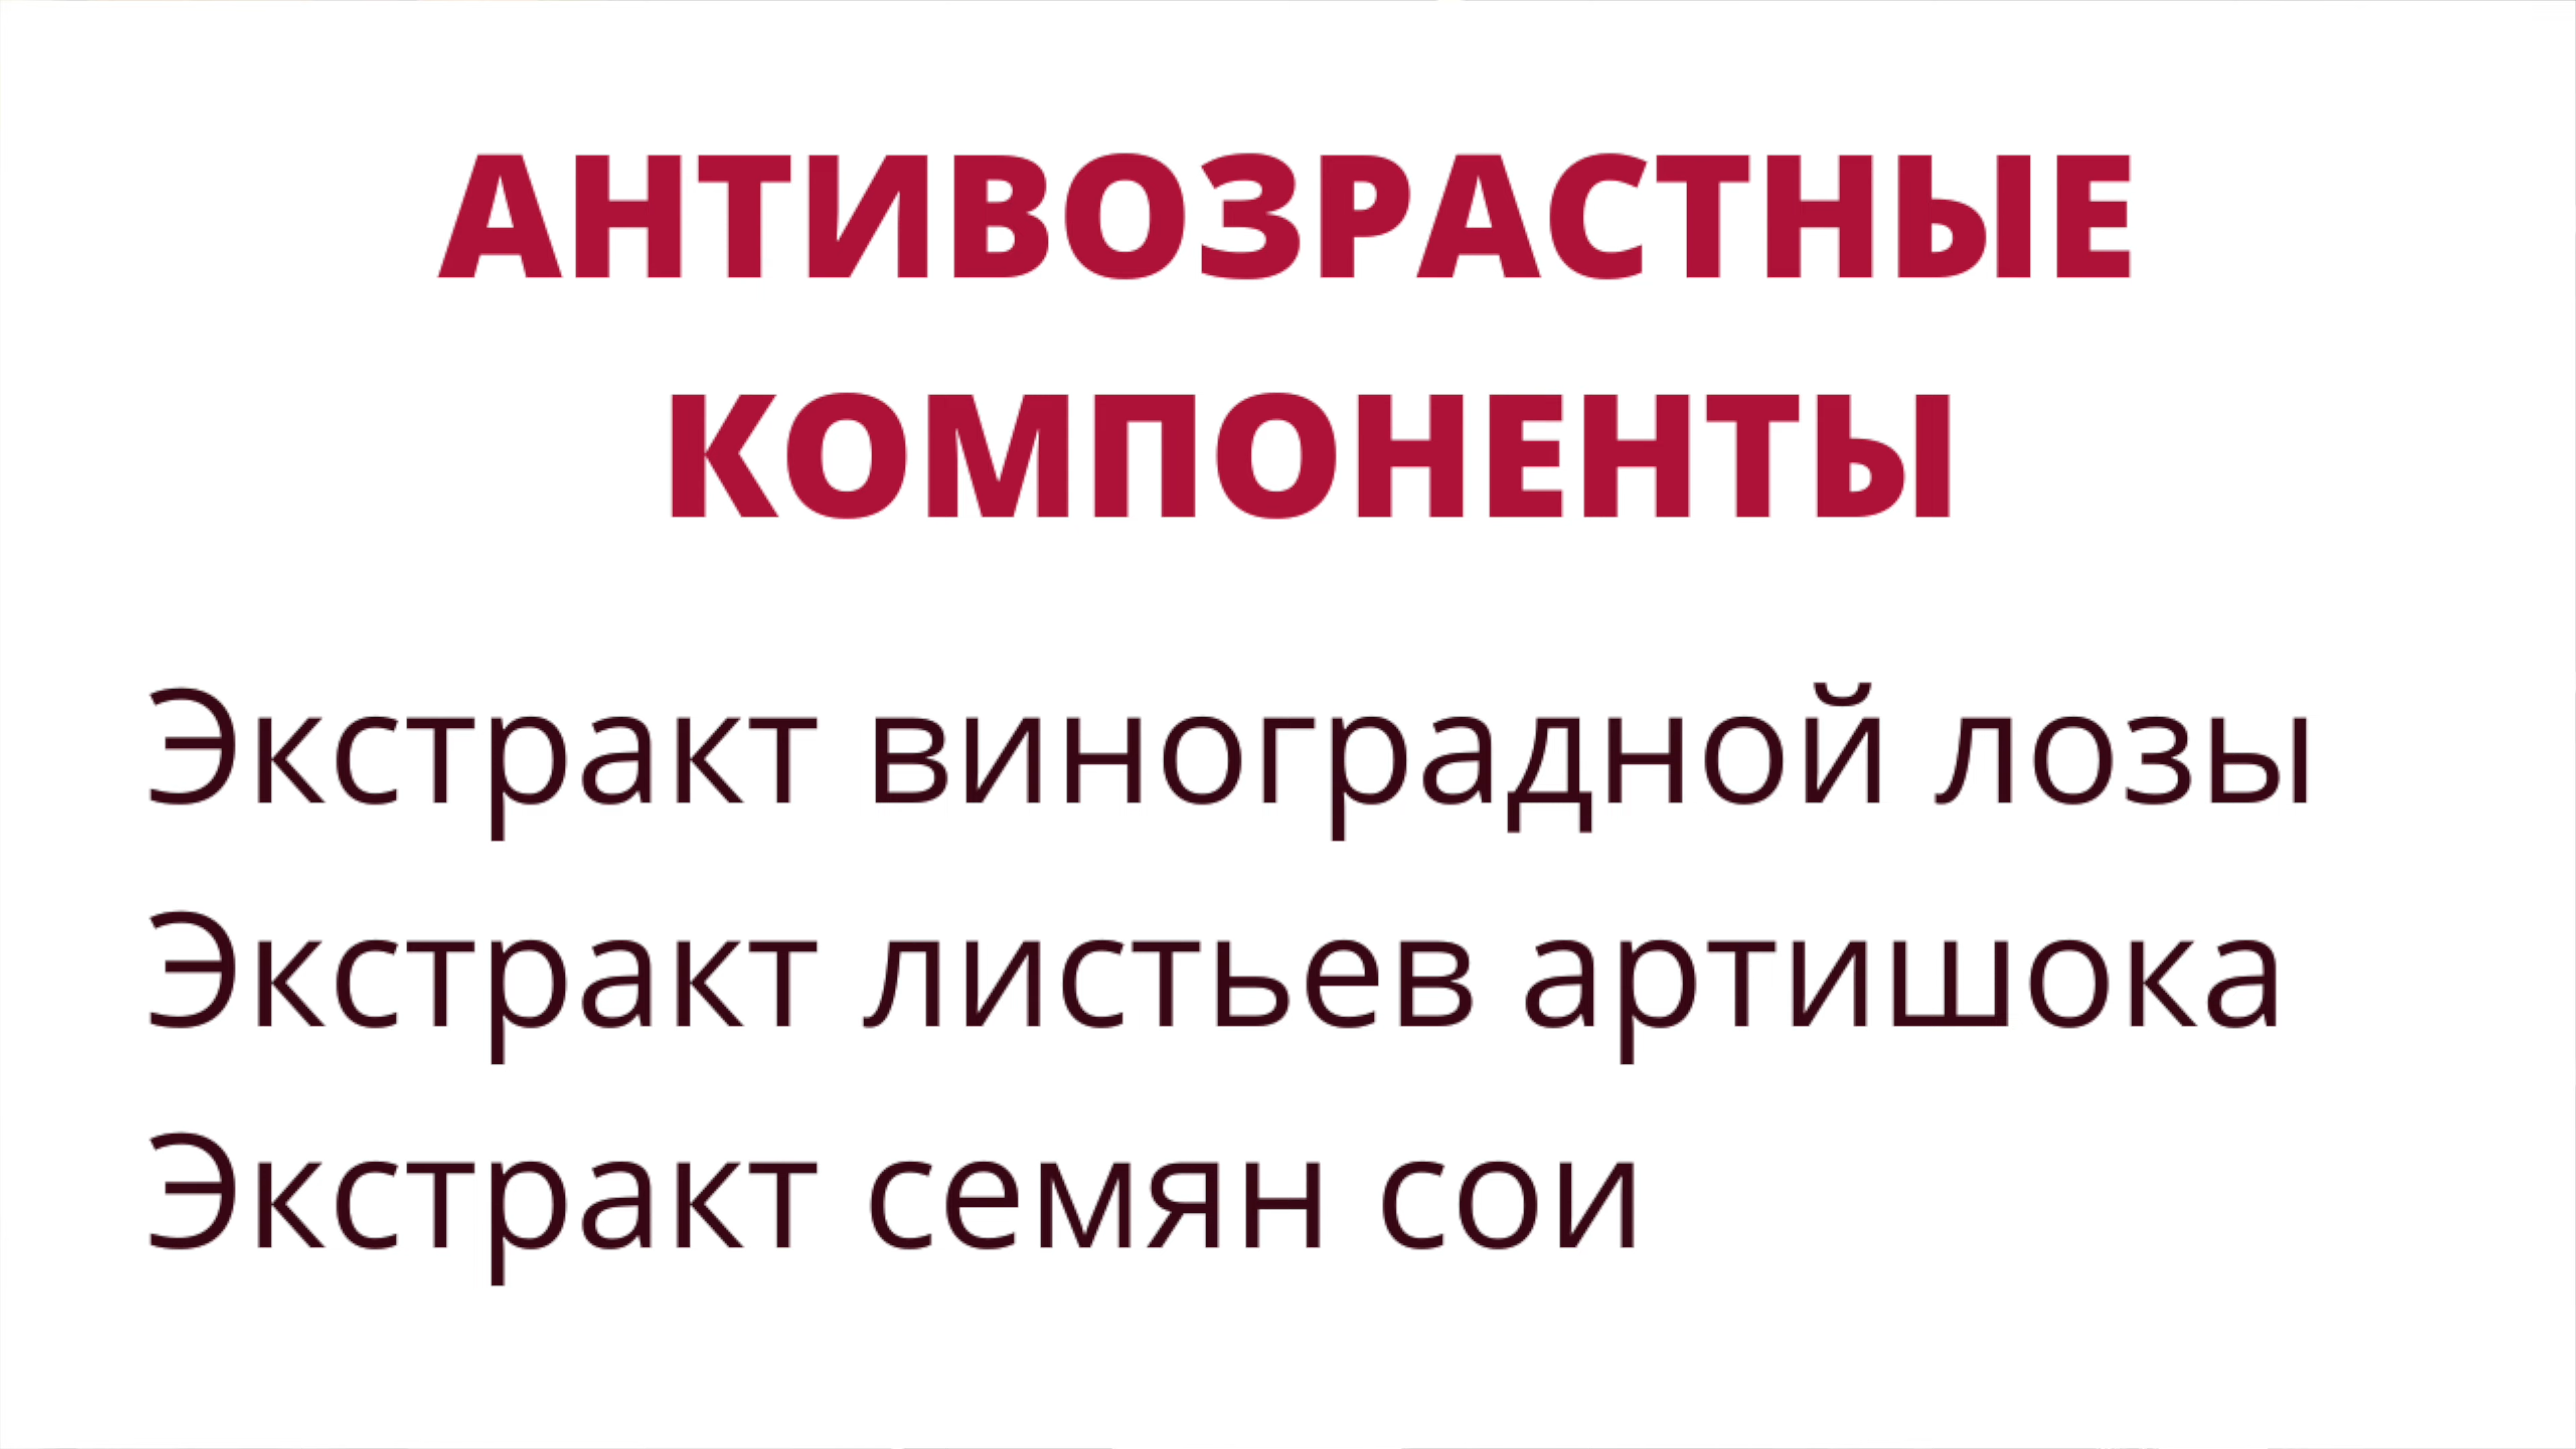 АНТИВОЗРАСТНЫЕ
КОМПОНЕНТЫ
Экстракт виноградной лозы
Экстракт листьев артишока
Экстракт семян сои